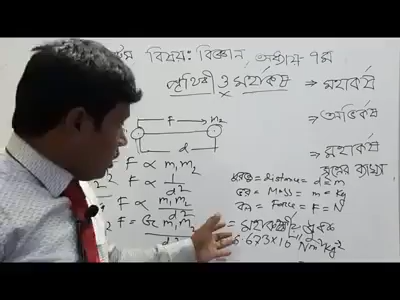 বিষয়: বিজ্ঞান, অধ্যায়-৭ম
পৃথিবী ও মহাকর্ষ
⇒ মহাকর্ষ
⇒ অভিকর্ষ
⇒ মহাকর্ষ
সূত্রের ব্যাখ্যা
F m₂
d
F ∝ m₁m₂
F ∝ 1/d²
F ∝ m₁m₂/d²
F = G m₁m₂/d²
দূরত্ব = distance = d = m
ভর = Mass = m = kg
বল = Force = F = N
= মহাকর্ষীয় ধ্রুবক
6.673×10⁻¹¹ Nm²kg⁻²